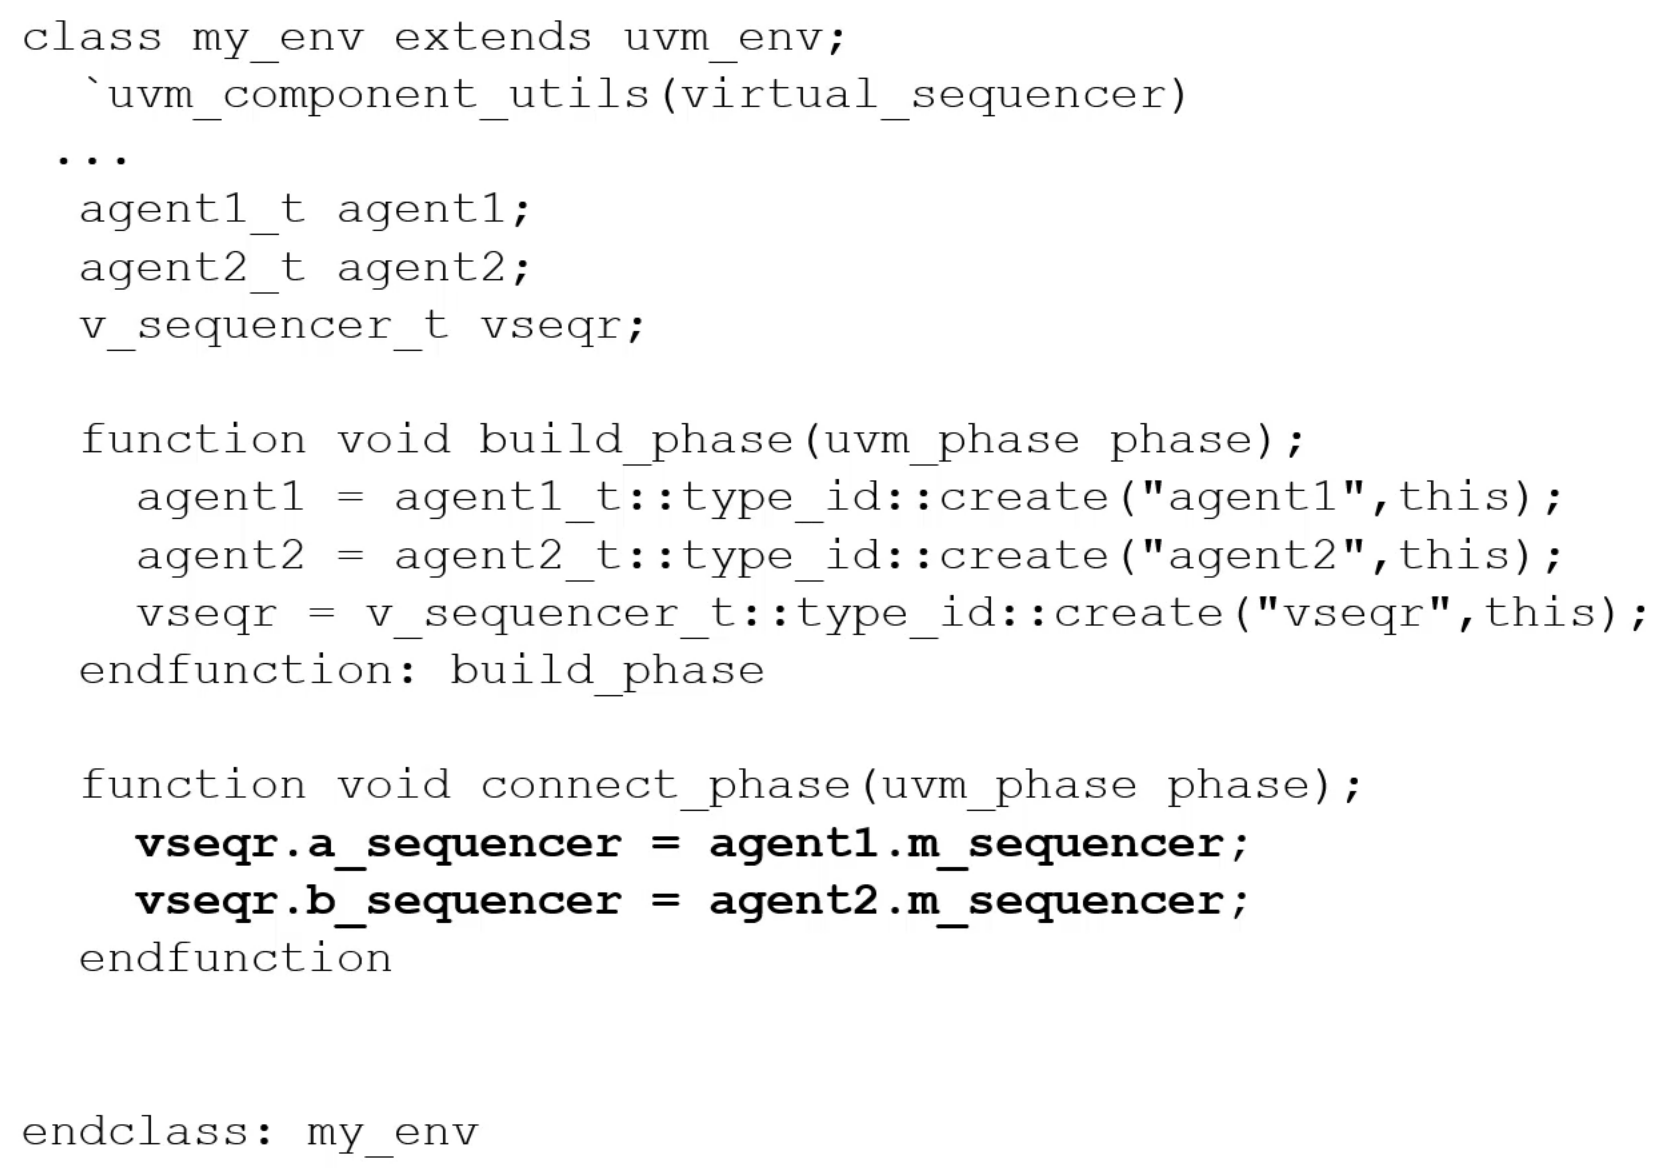 class my_env extends uvm_env;
`uvm_component_utils(virtual_sequencer)
...
agent1_t agent1;
agent2_t agent2;
v_sequencer_t vseqr;
function void build_phase(uvm_phase phase);
agent1 = agent1_t::type_id::create("agent1",this);
agent2 = agent2_t::type_id::create("agent2",this);
vseqr = v_sequencer_t::type_id::create("vseqr",this);
endfunction: build_phase
function void connect_phase(uvm_phase phase);
vseqr.a_sequencer = agent1.m_sequencer;
vseqr.b_sequencer = agent2.m_sequencer;
endfunction
endclass: my_env